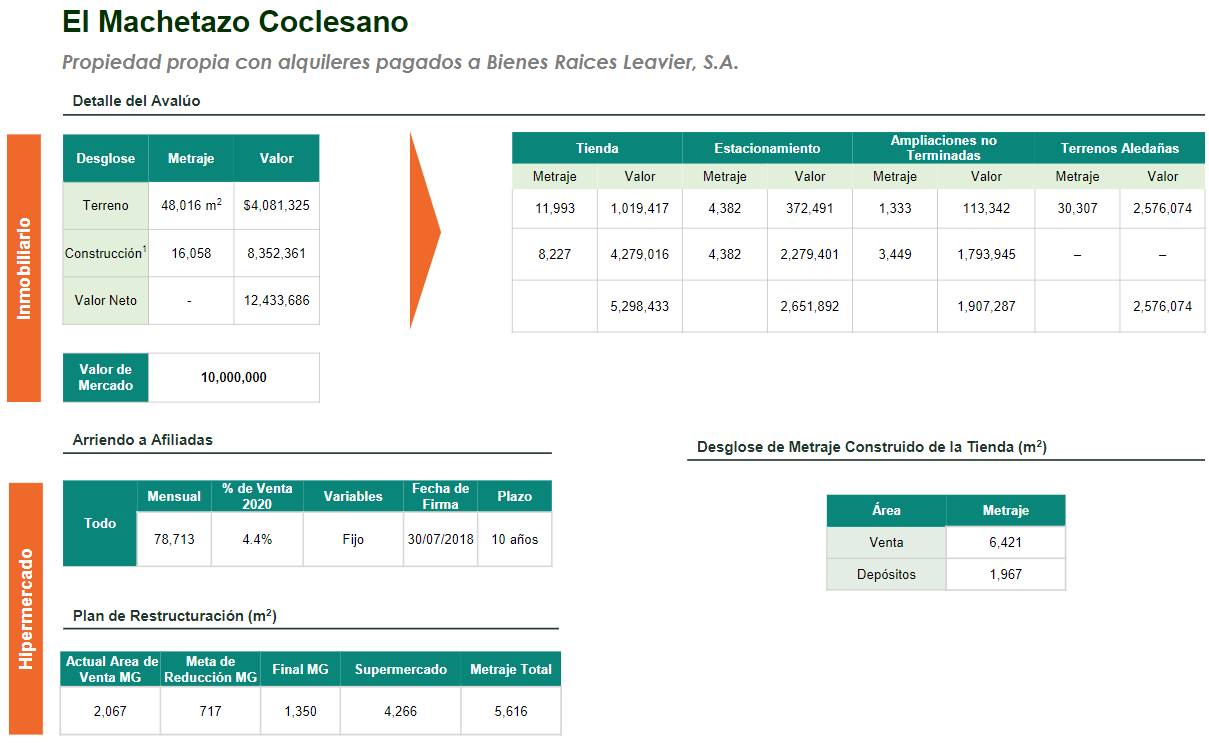 El Machetazo Coclesano
Propiedad propia con alquileres pagados a Bienes Raices Leavier, S.A.
Detalle del Avalúo
Inmobiliario
Desglose Metraje Valor
Terreno 48,016 m² $4,081,325
Construcción¹ 16,058 8,352,361
Valor Neto - 12,433,686
Valor de
Mercado
10,000,000
Tienda Estacionamiento Ampliaciones no
Terminadas Terrenos Aledañas
Metraje Valor Metraje Valor Metraje Valor Metraje Valor
11,993 1,019,417 4,382 372,491 1,333 113,342 30,307 2,576,074
8,227 4,279,016 4,382 2,279,401 3,449 1,793,945 – –
5,298,433 2,651,892 1,907,287 2,576,074
Arriendo a Afiliadas
Hipermercado
Todo
Mensual % de Venta
2020 Variables Fecha de
Firma Plazo
78,713 4.4% Fijo 30/07/2018 10 años
Desglose de Metraje Construido de la Tienda (m²)
Área Metraje
Venta 6,421
Depósitos 1,967
Plan de Restructuración (m²)
Actual Area de
Venta MG Meta de
Reducción MG Final MG Supermercado Metraje Total
2,067 717 1,350 4,266 5,616